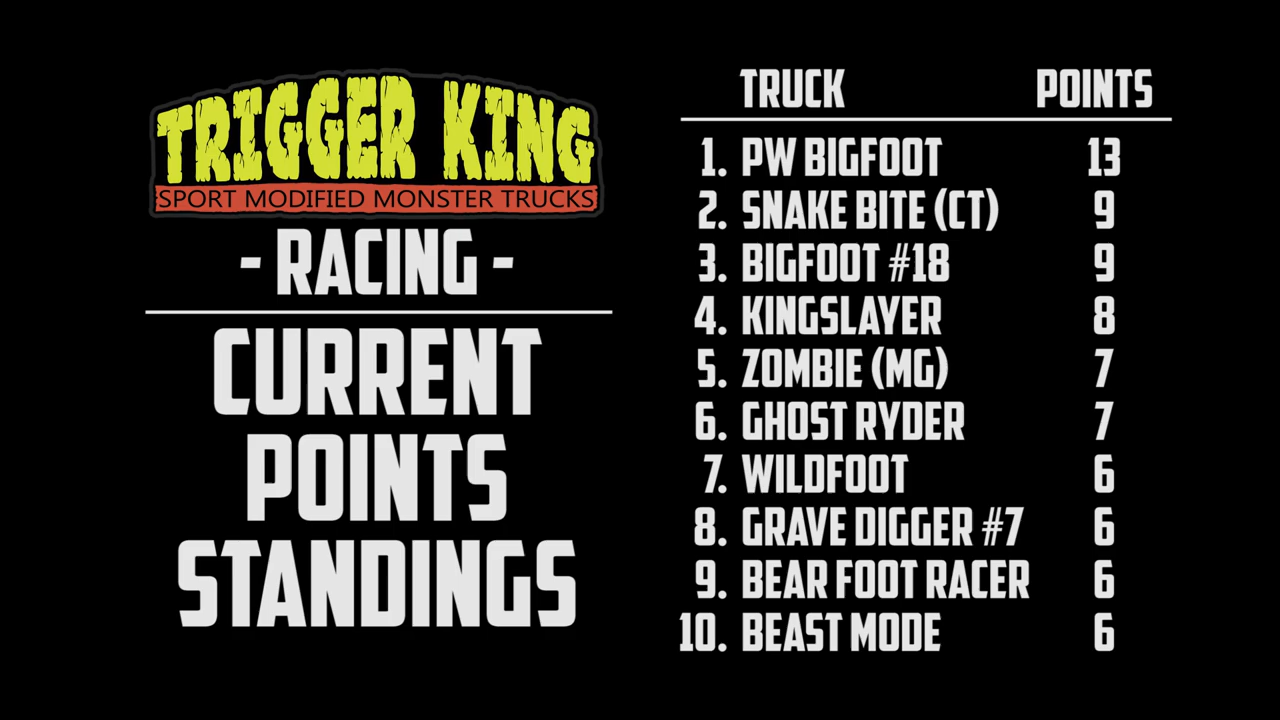 TRIGGER KING
SPORT MODIFIED MONSTER TRUCKS
- RACING -
CURRENT
POINTS
STANDINGS
TRUCK POINTS
1. PW BIGFOOT 13
2. SNAKE BITE (CT) 9
3. BIGFOOT #18 9
4. KINGSLAYER 8
5. ZOMBIE (MG) 7
6. GHOST RYDER 7
7. WILDFOOT 6
8. GRAVE DIGGER #7 6
9. BEAR FOOT RACER 6
10. BEAST MODE 6